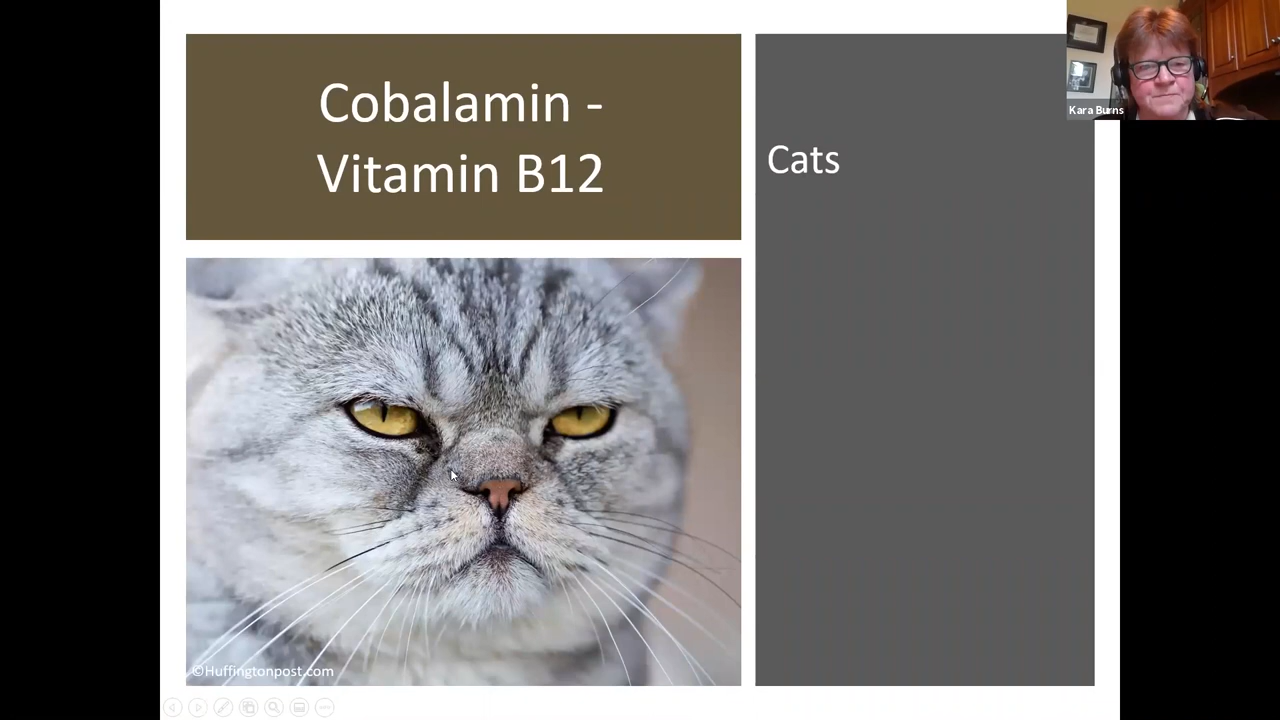 Cobalamin -
Vitamin B12
Cats
Kara Burns
©Huffingtonpost.com